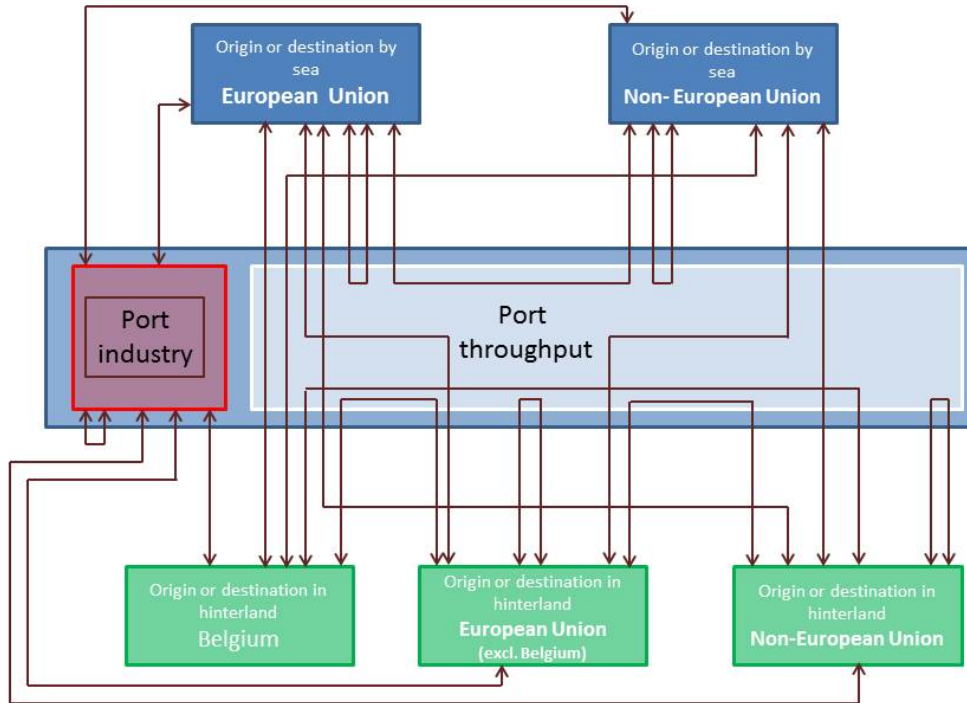 Origin or destination by
sea
European Union
Origin or destination by
sea
Non- European Union
Port
industry
Port
throughput
Origin or destination in
hinterland
Belgium
Origin or destination in
hinterland
European Union
(excl. Belgium)
Origin or destination in
hinterland
Non-European Union